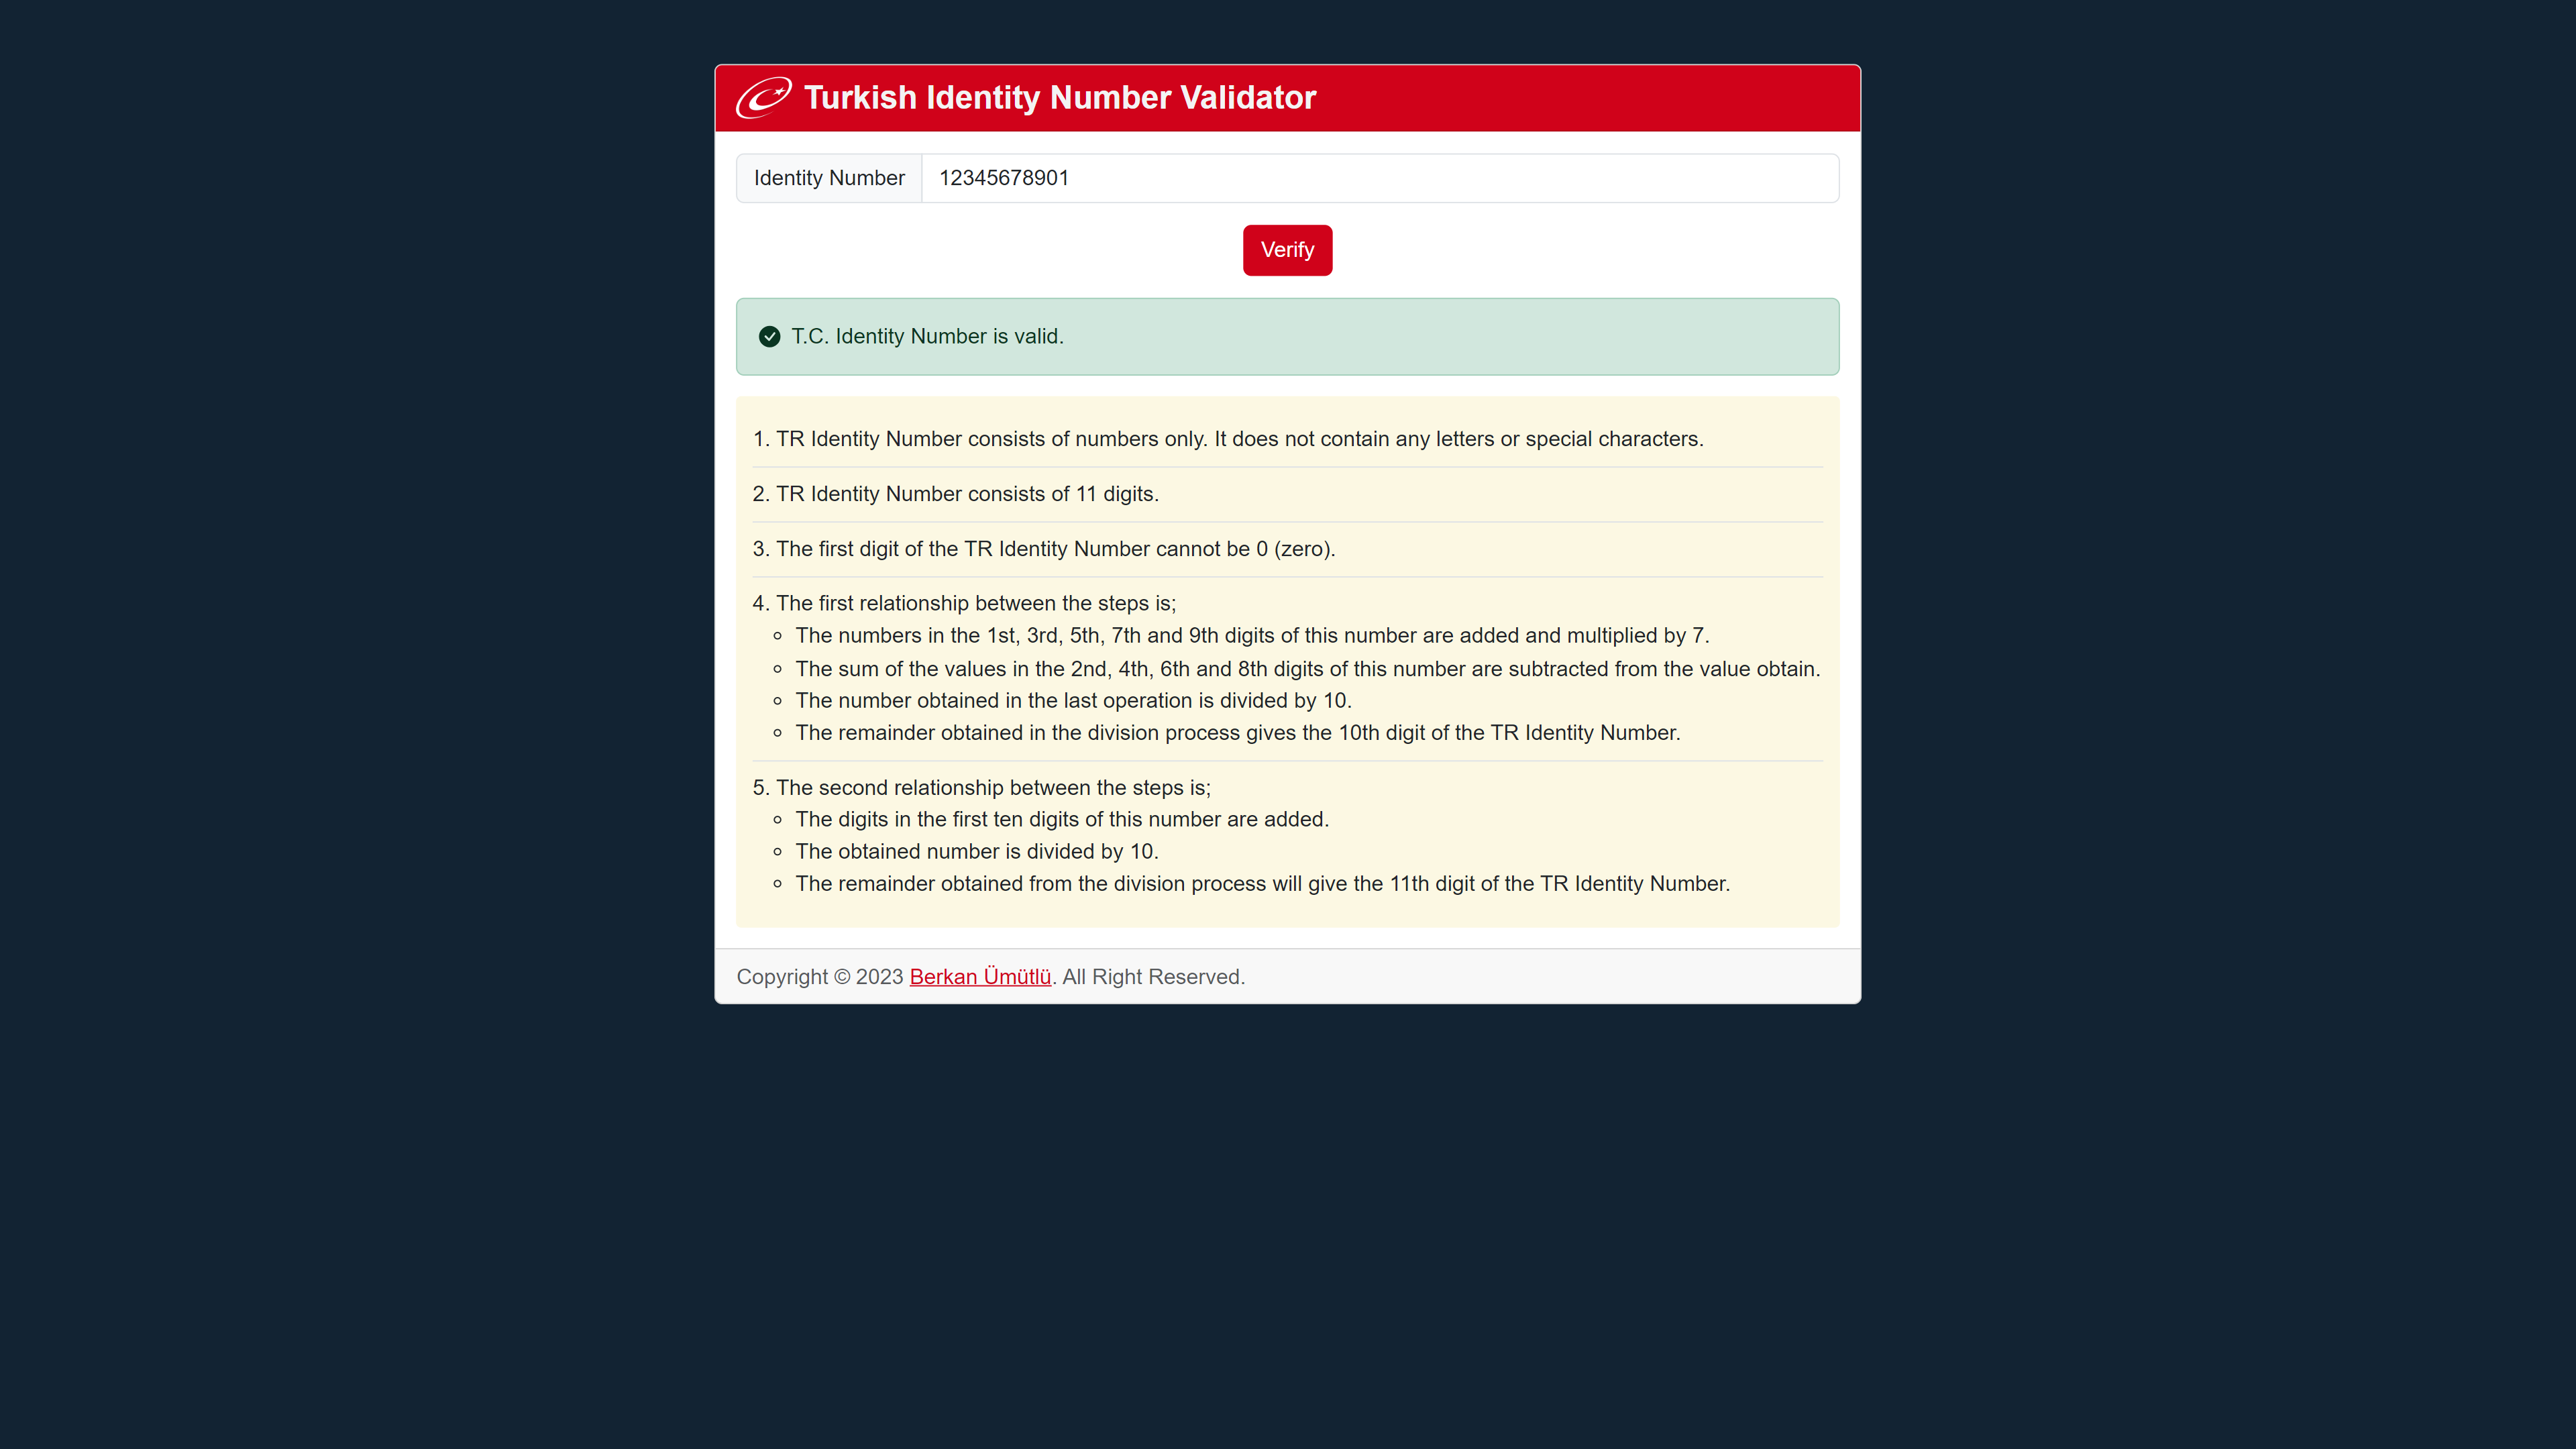 Turkish Identity Number Validator
Identity Number 12345678901
Verify
T.C. Identity Number is valid.
1. TR Identity Number consists of numbers only. It does not contain any letters or special characters.
2. TR Identity Number consists of 11 digits.
3. The first digit of the TR Identity Number cannot be 0 (zero).
4. The first relationship between the steps is;
The numbers in the 1st, 3rd, 5th, 7th and 9th digits of this number are added and multiplied by 7.
The sum of the values in the 2nd, 4th, 6th and 8th digits of this number are subtracted from the value obtain.
The number obtained in the last operation is divided by 10.
The remainder obtained in the division process gives the 10th digit of the TR Identity Number.
5. The second relationship between the steps is;
The digits in the first ten digits of this number are added.
The obtained number is divided by 10.
The remainder obtained from the division process will give the 11th digit of the TR Identity Number.
Copyright © 2023 Berkan Ümütlü. All Right Reserved.